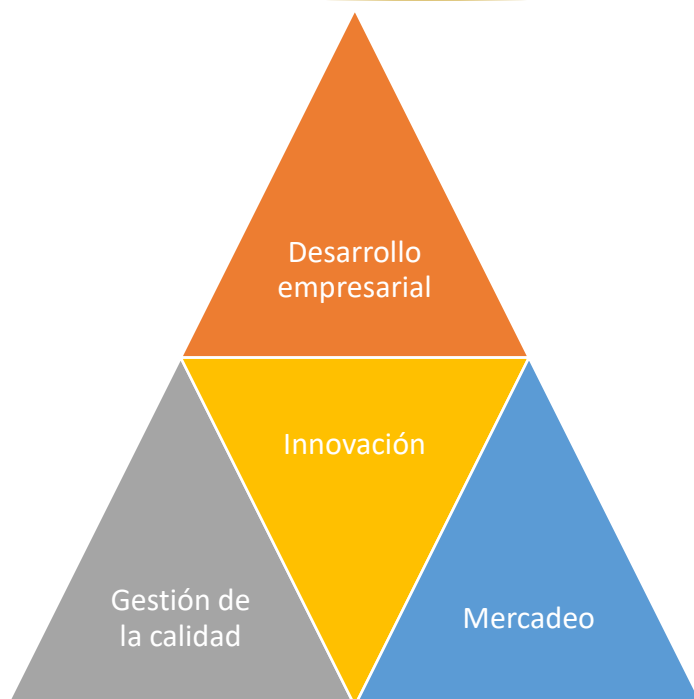 Desarrollo
empresarial
Innovación
Gestión de
la calidad
Mercadeo